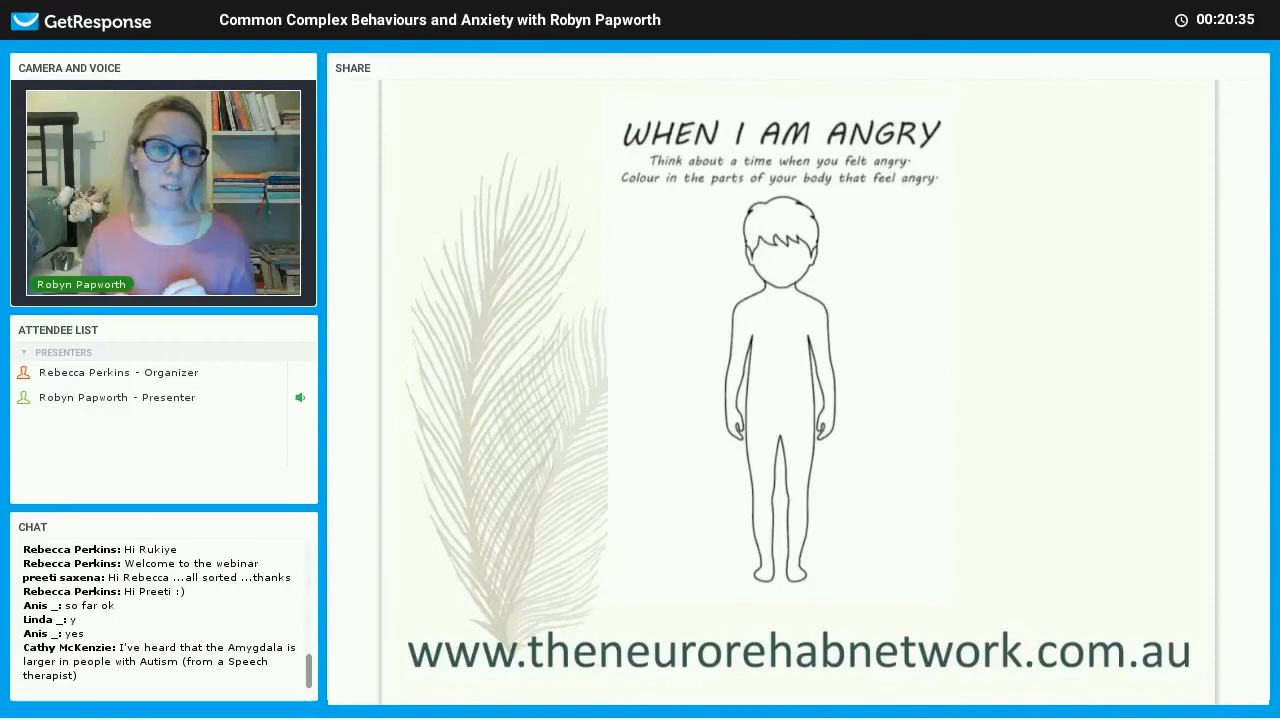 GetResponse
Common Complex Behaviours and Anxiety with Robyn Papworth
00:20:35
CAMERA AND VOICE
Robyn Papworth
ATTENDEE LIST
PRESENTERS
Rebecca Perkins - Organizer
Robyn Papworth - Presenter
CHAT
Rebecca Perkins: Hi Rukiye
Rebecca Perkins: Welcome to the webinar
preeti saxena: Hi Rebecca ...all sorted ...thanks
Rebecca Perkins: Hi Preeti :)
Anis _: so far ok
Linda _: y
Anis _: yes
Cathy McKenzie: I've heard that the Amygdala is
larger in people with Autism (from a Speech
therapist)
SHARE
WHEN I AM ANGRY
Think about a time when you felt angry.
Colour in the parts of your body that feel angry.
www.theneurorehabnetwork.com.au